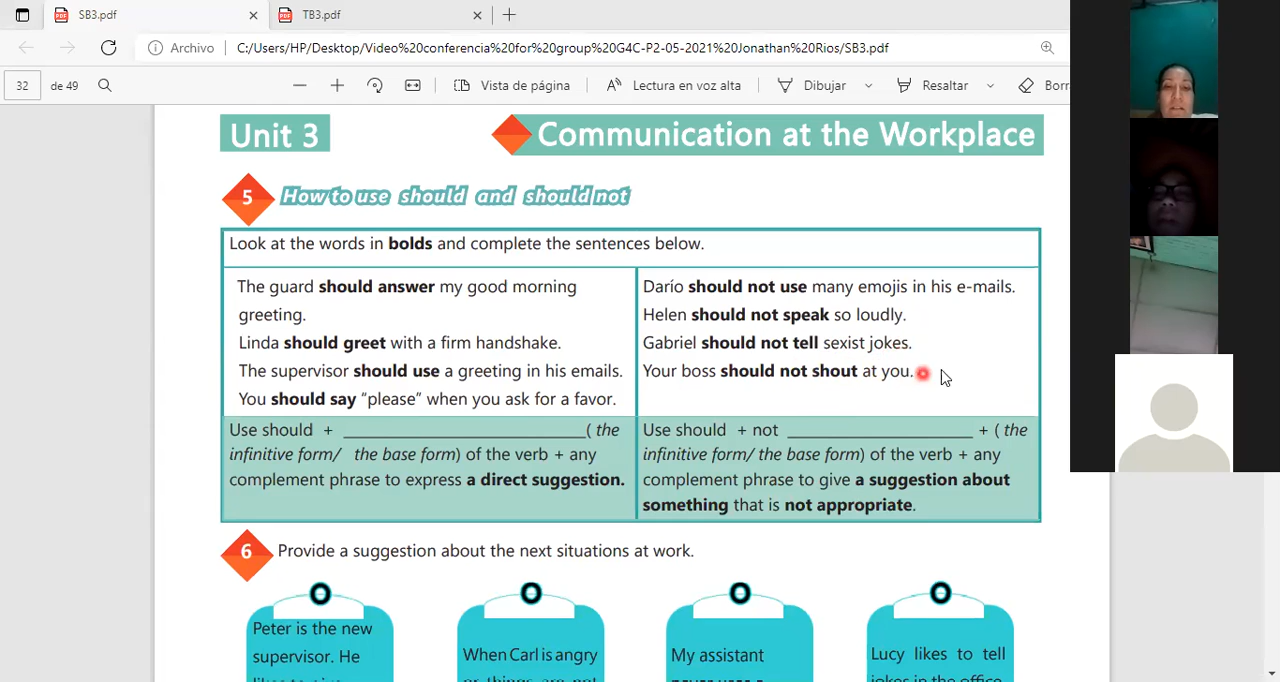 SB3.pdf
TB3.pdf
Archivo
C:/Users/HP/Desktop/Video%20conferencia%20for%20group%20G4C-P2-05-2021%20Jonathan%20Rios/SB3.pdf
32
de 49
Vista de página
Lectura en voz alta
Dibujar
Resaltar
Borr
Unit 3
Communication at the Workplace
5
How to use should and should not
Look at the words in bolds and complete the sentences below.
The guard should answer my good morning
greeting.
Linda should greet with a firm handshake.
The supervisor should use a greeting in his emails.
You should say “please” when you ask for a favor.
Darío should not use many emojis in his e-mails.
Helen should not speak so loudly.
Gabriel should not tell sexist jokes.
Your boss should not shout at you.
Use should + __________________________( the
infinitive form/ the base form) of the verb + any
complement phrase to express a direct suggestion.
Use should + not ____________________ + ( the
infinitive form/ the base form) of the verb + any
complement phrase to give a suggestion about
something that is not appropriate.
6
Provide a suggestion about the next situations at work.
Peter is the new
supervisor. He
When Carl is angry
My assistant
Lucy likes to tell